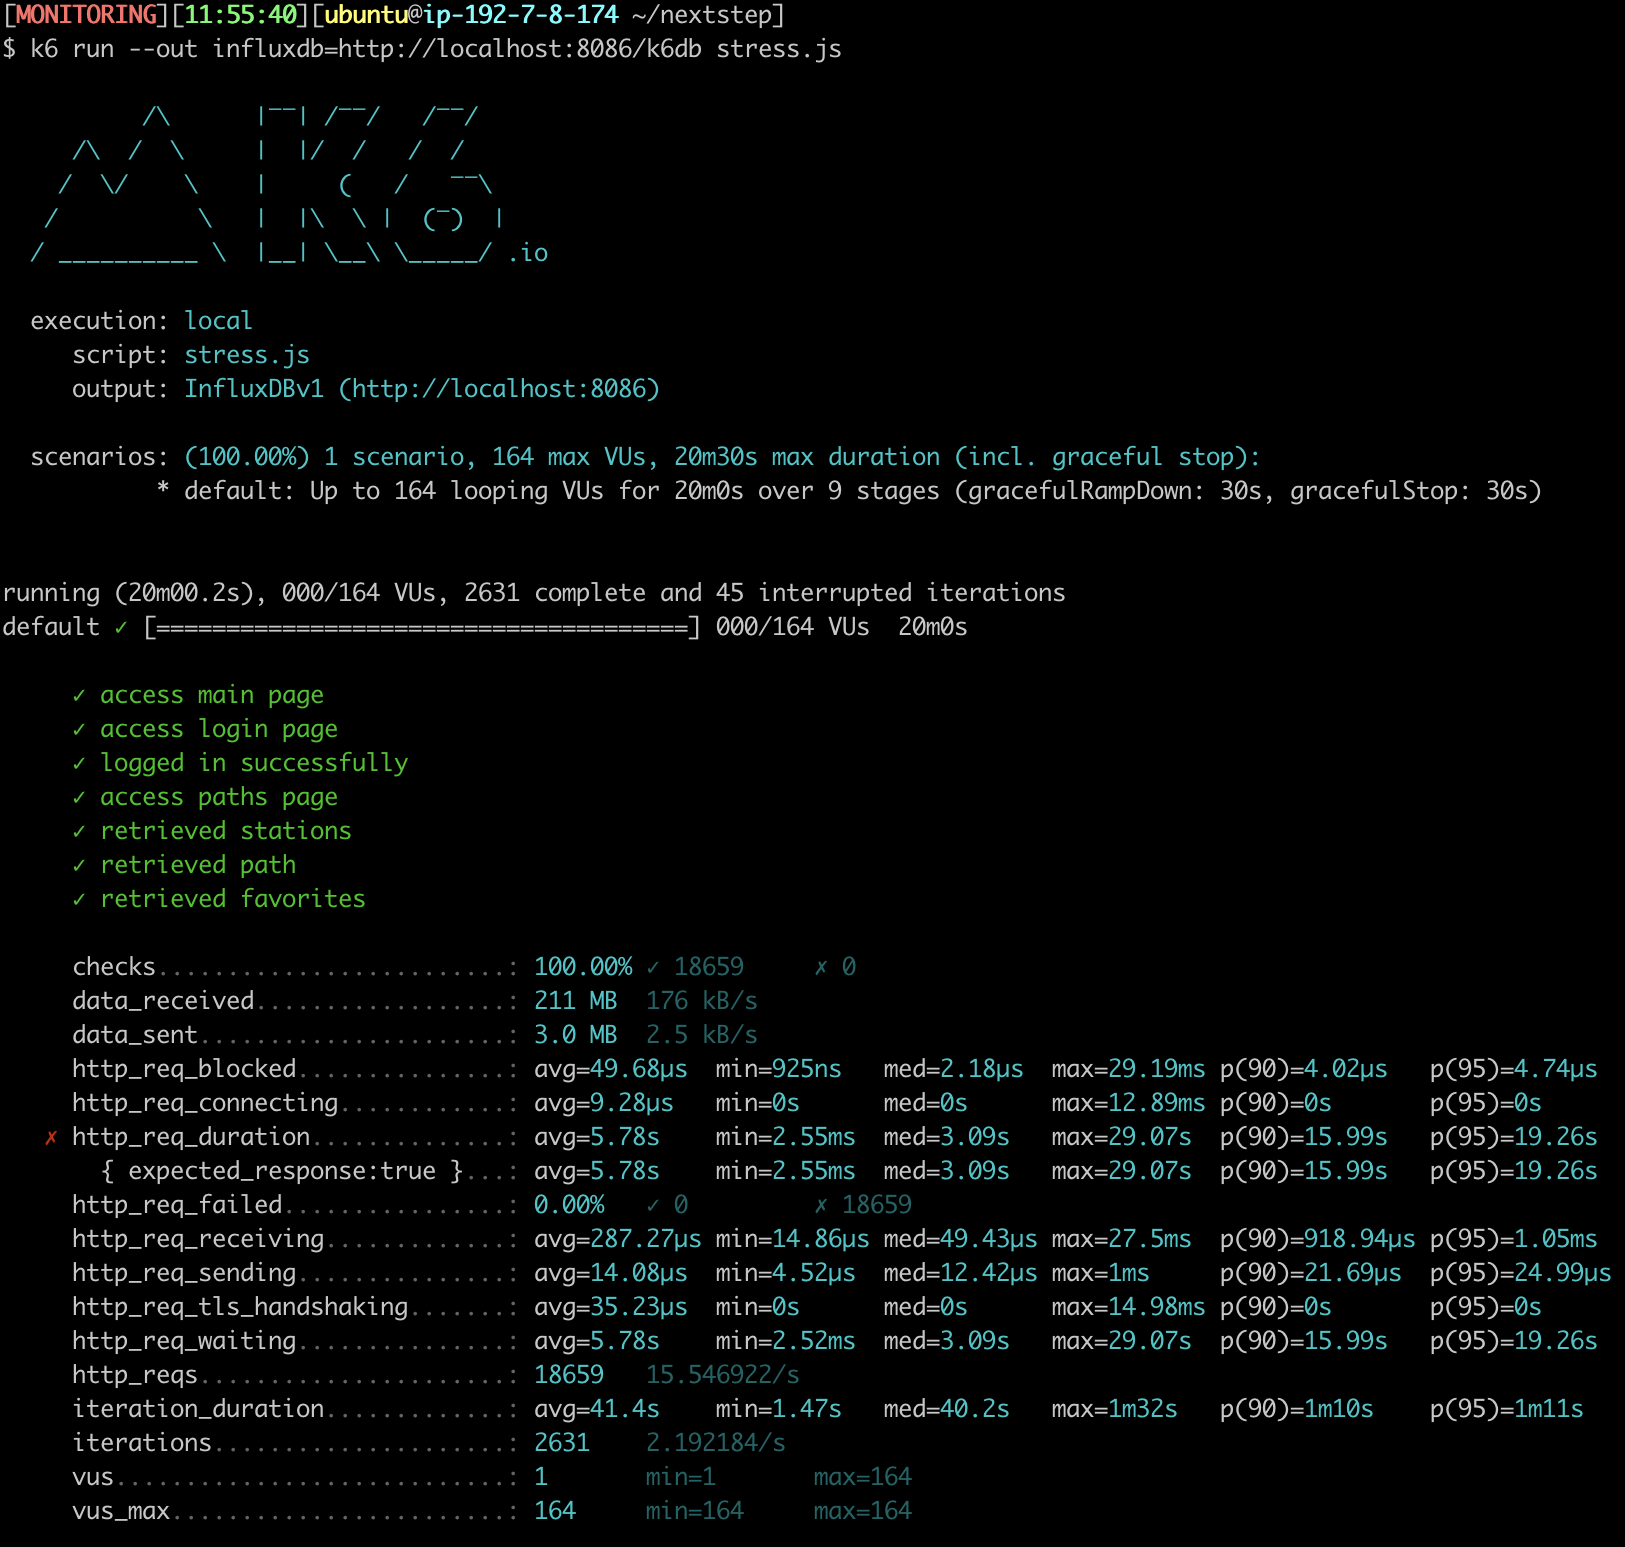 [MONITORING][11:55:40][ubuntu@ip-192-7-8-174 ~/nextstep]
$ k6 run --out influxdb=http://localhost:8086/k6db stress.js

          /\      |‾‾| /‾‾/   /‾‾/
     /\  /  \     |  |/  /   /  /
    /  \/    \    |     (   /   ‾‾\
   /          \   |  |\  \ |  (‾)  |
  / __________ \  |__| \__\ \_____/ .io

  execution: local
     script: stress.js
     output: InfluxDBv1 (http://localhost:8086)

  scenarios: (100.00%) 1 scenario, 164 max VUs, 20m30s max duration (incl. graceful stop):
           * default: Up to 164 looping VUs for 20m0s over 9 stages (gracefulRampDown: 30s, gracefulStop: 30s)

running (20m00.2s), 000/164 VUs, 2631 complete and 45 interrupted iterations
default ✓ [======================================] 000/164 VUs  20m0s

     ✓ access main page
     ✓ access login page
     ✓ logged in successfully
     ✓ access paths page
     ✓ retrieved stations
     ✓ retrieved path
     ✓ retrieved favorites

     checks.........................: 100.00% ✓ 18659     ✗ 0
     data_received..................: 211 MB  176 kB/s
     data_sent......................: 3.0 MB  2.5 kB/s
     http_req_blocked...............: avg=49.68µs  min=925ns   med=2.18µs  max=29.19ms p(90)=4.02µs   p(95)=4.74µs
     http_req_connecting............: avg=9.28µs   min=0s      med=0s      max=12.89ms p(90)=0s       p(95)=0s
   ✗ http_req_duration..............: avg=5.78s    min=2.55ms  med=3.09s   max=29.07s  p(90)=15.99s   p(95)=19.26s
       { expected_response:true }...: avg=5.78s    min=2.55ms  med=3.09s   max=29.07s  p(90)=15.99s   p(95)=19.26s
     http_req_failed................: 0.00%   ✓ 0         ✗ 18659
     http_req_receiving.............: avg=287.27µs min=14.86µs med=49.43µs max=27.5ms  p(90)=918.94µs p(95)=1.05ms
     http_req_sending...............: avg=14.08µs  min=4.52µs  med=12.42µs max=1ms     p(90)=21.69µs  p(95)=24.99µs
     http_req_tls_handshaking.......: avg=35.23µs  min=0s      med=0s      max=14.98ms p(90)=0s       p(95)=0s
     http_req_waiting...............: avg=5.78s    min=2.52ms  med=3.09s   max=29.07s  p(90)=15.99s   p(95)=19.26s
     http_reqs......................: 18659   15.546922/s
     iteration_duration.............: avg=41.4s    min=1.47s   med=40.2s   max=1m32s   p(90)=1m10s    p(95)=1m11s
     iterations.....................: 2631    2.192184/s
     vus............................: 1       min=1       max=164
     vus_max........................: 164     min=164     max=164